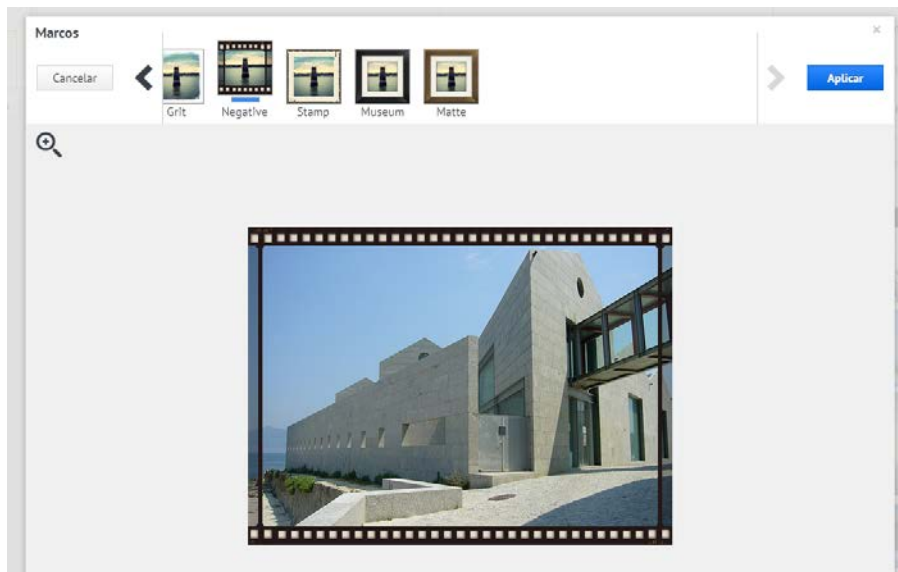 Marcos
×
Cancelar
Aplicar
Grit
Negative
Stamp
Museum
Matte